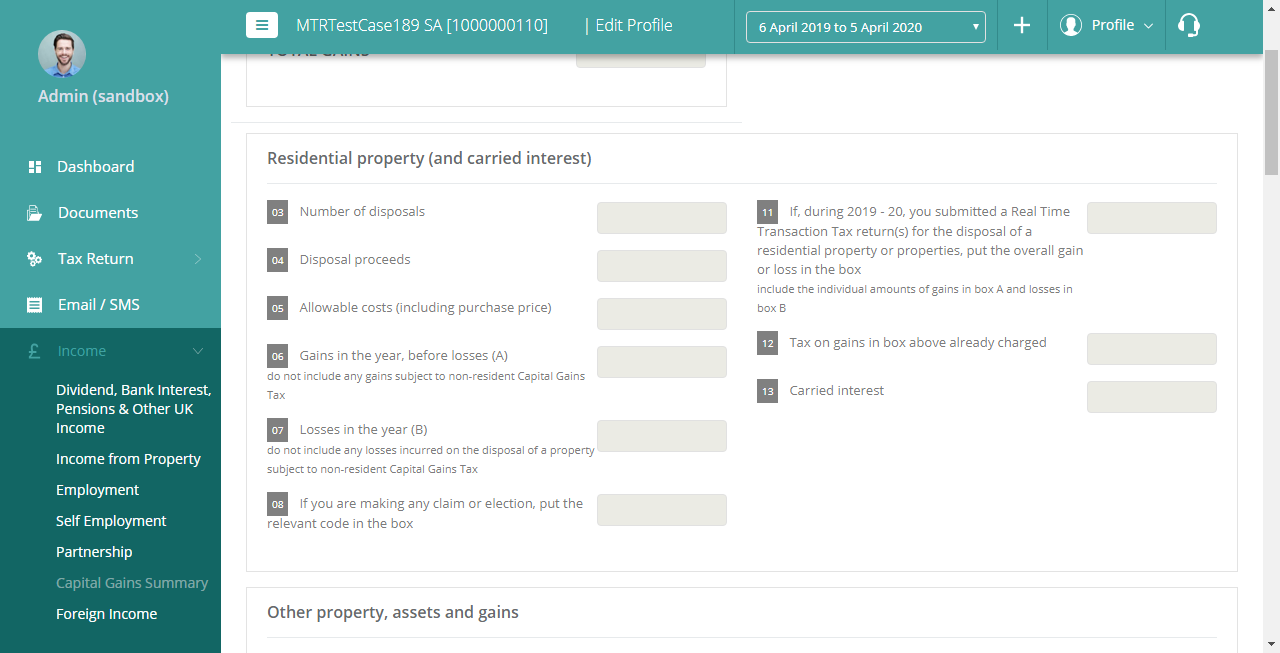 MTRTestCase189 SA [1000000110]
| Edit Profile
6 April 2019 to 5 April 2020
Profile
Admin (sandbox)
Dashboard
Documents
Tax Return
Email / SMS
£ Income
Dividend, Bank Interest,
Pensions & Other UK
Income
Income from Property
Employment
Self Employment
Partnership
Capital Gains Summary
Foreign Income
TOTAL GAINS
Residential property (and carried interest)
03 Number of disposals
04 Disposal proceeds
05 Allowable costs (including purchase price)
06 Gains in the year, before losses (A)
do not include any gains subject to non-resident Capital Gains
Tax
07 Losses in the year (B)
do not include any losses incurred on the disposal of a property
subject to non-resident Capital Gains Tax
08 If you are making any claim or election, put the
relevant code in the box
11 If, during 2019 - 20, you submitted a Real Time
Transaction Tax return(s) for the disposal of a
residential property or properties, put the overall gain
or loss in the box
include the individual amounts of gains in box A and losses in
box B
12 Tax on gains in box above already charged
13 Carried interest
Other property, assets and gains